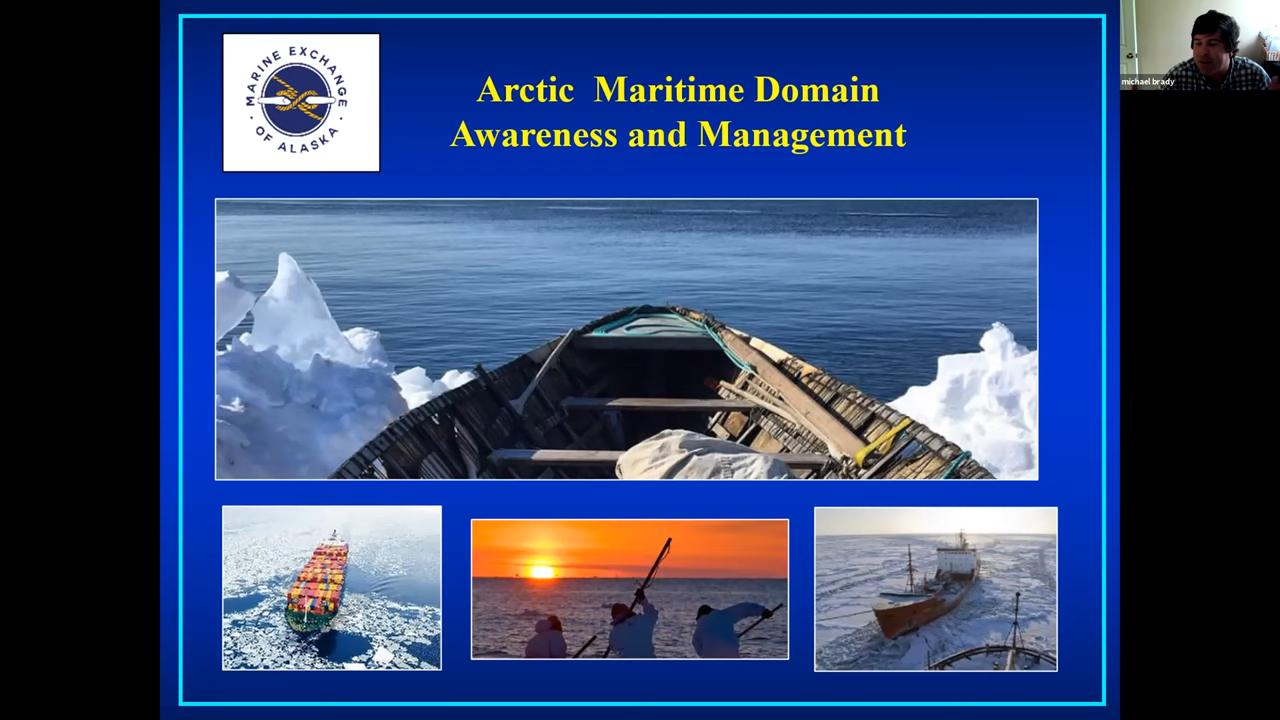 MARINE EXCHANGE
· OF ALASKA ·
Arctic  Maritime Domain
Awareness and Management
michael brady